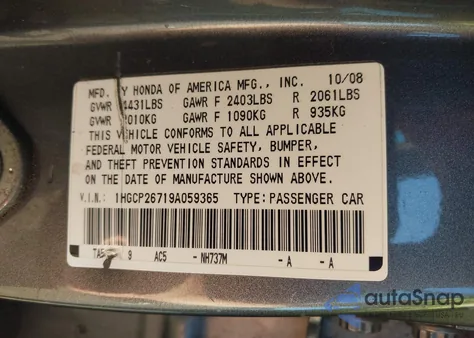 MFD. Y HONDA OF AMERICA MFG., INC. 10/08
GVWR 4431LBS GAWR F 2403LBS R 2061LBS
GVWR 2010KG GAWR F 1090KG R 935KG
THIS VEHICLE CONFORMS TO ALL APPLICABLE
FEDERAL MOTOR VEHICLE SAFETY, BUMPER,
AND THEFT PREVENTION STANDARDS IN EFFECT
ON THE DATE OF MANUFACTURE SHOWN ABOVE.
V.I.N.: 1HGCP26719A059365 TYPE: PASSENGER CAR
9 AC5 - NH737M - A - A
autoSnap